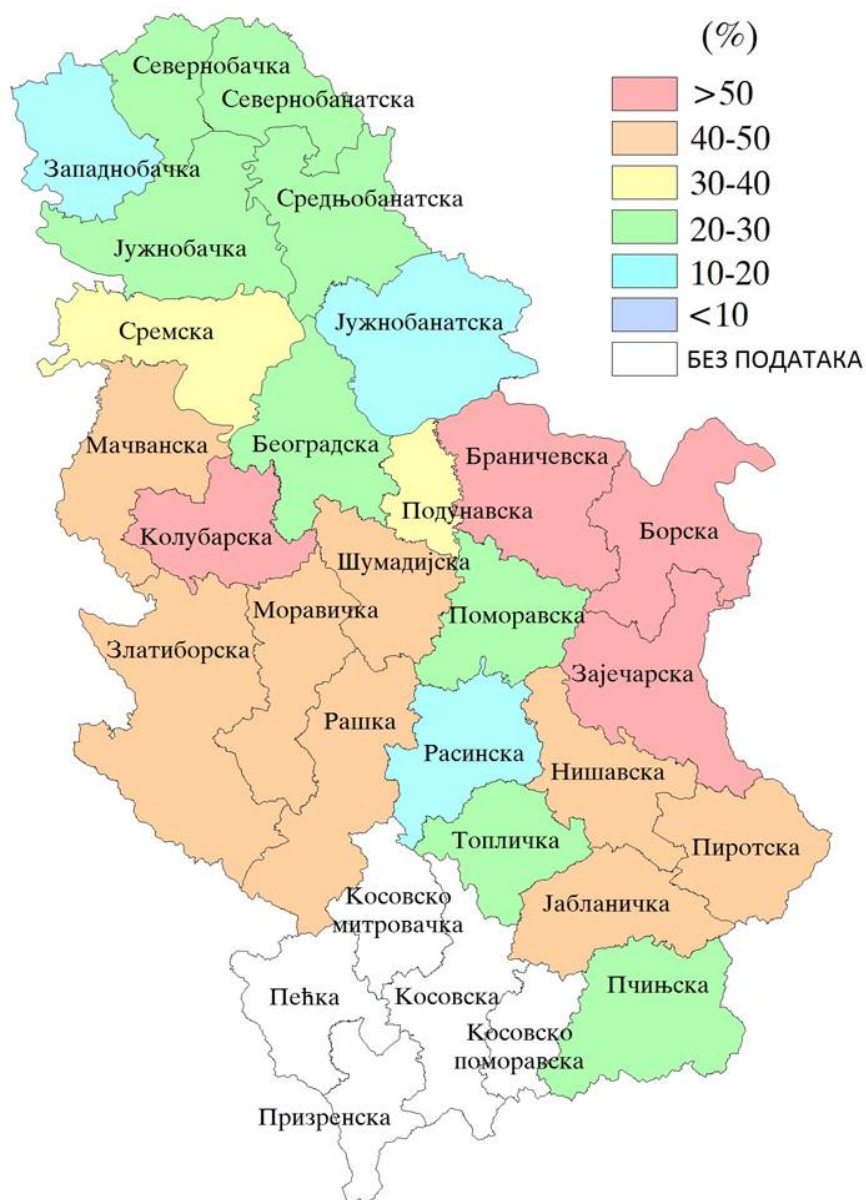 (%)
>50
40-50
30-40
20-30
10-20
<10
БЕЗ ПОДАТАКА
Севернобачка
Севернобанатска
Западнобачка
Средњобанатска
Јужнобачка
Сремска
Јужнобанатска
Мачванска
Београдска
Браничевска
Подунавска
Колубарска
Борска
Шумадијска
Моравичка
Поморавска
Златиборска
Зајечарска
Рашка
Расинска
Нишавска
Топличка
Пиротска
Косовско
митровачка
Јабланичка
Пећка
Косовска
Пчињска
Косовско
поморавска
Призренска